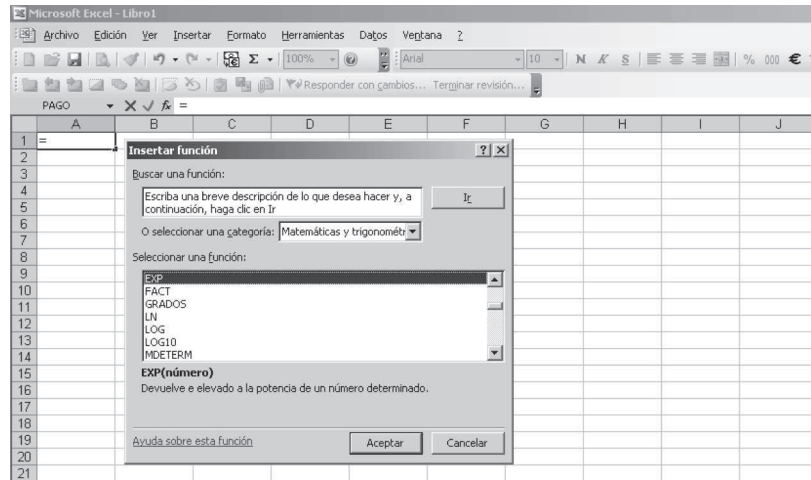 Microsoft Excel - Libro1
Archivo Edición Ver Insertar Formato Herramientas Datos Ventana ?
Σ 100% Arial 10 N K S % 000 €
Responder con cambios... Terminar revisión...
PAGO fx =
A B C D E F G H I J
1 =
2
Insertar función
3
Buscar una función:
4
Escriba una breve descripción de lo que desea hacer y, a
5
continuación, haga clic en Ir
Ir
6
O seleccionar una categoría: Matemáticas y trigonométr
7
8
Seleccionar una función:
9
EXP
10
FACT
11
GRADOS
12
LN
LOG
13
LOG10
14
MDETERM
15
EXP(número)
16
Devuelve e elevado a la potencia de un número determinado.
17
18
19
Ayuda sobre esta función Aceptar Cancelar
20
21